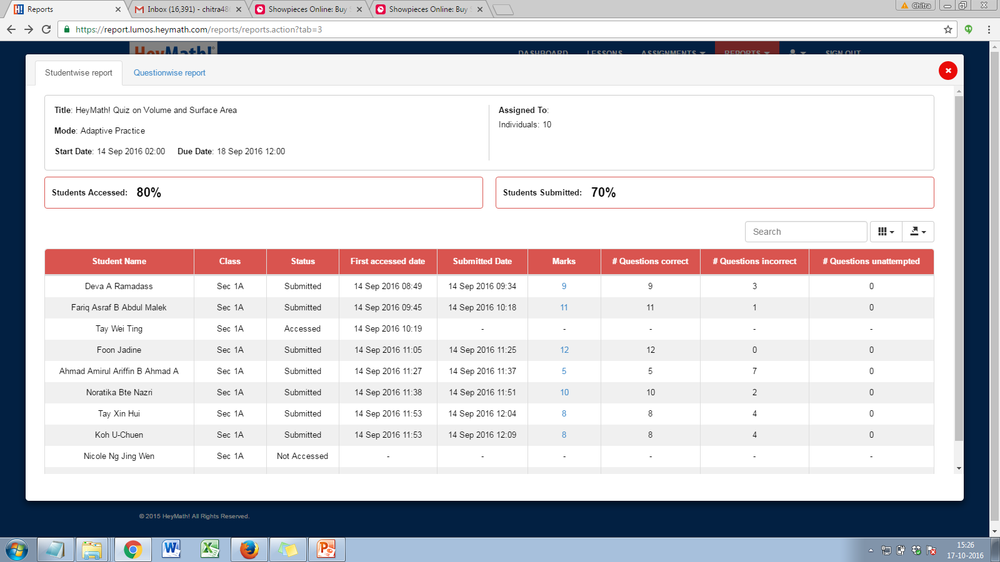 Reports
Inbox (16,391) - chitra48
Showpieces Online: Buy
Showpieces Online: Buy
Chitra
https://report.lumos.heymath.com/reports/reports.action?tab=3
HeyMath!
DASHBOARD LESSONS ASSIGNMENTS REPORTS SIGN OUT
Studentwise report Questionwise report
Title: HeyMath! Quiz on Volume and Surface Area
Mode: Adaptive Practice
Start Date: 14 Sep 2016 02:00 Due Date: 18 Sep 2016 12:00
Assigned To:
Individuals: 10
Students Accessed: 80%
Students Submitted: 70%
Search
Student Name Class Status First accessed date Submitted Date Marks # Questions correct # Questions incorrect # Questions unattempted
Deva A Ramadass Sec 1A Submitted 14 Sep 2016 08:49 14 Sep 2016 09:34 9 9 3 0
Fariq Asraf B Abdul Malek Sec 1A Submitted 14 Sep 2016 09:45 14 Sep 2016 10:18 11 11 1 0
Tay Wei Ting Sec 1A Accessed 14 Sep 2016 10:19 - - - - -
Foon Jadine Sec 1A Submitted 14 Sep 2016 11:05 14 Sep 2016 11:25 12 12 0 0
Ahmad Amirul Ariffin B Ahmad A Sec 1A Submitted 14 Sep 2016 11:27 14 Sep 2016 11:37 5 5 7 0
Noratika Bte Nazri Sec 1A Submitted 14 Sep 2016 11:38 14 Sep 2016 11:51 10 10 2 0
Tay Xin Hui Sec 1A Submitted 14 Sep 2016 11:53 14 Sep 2016 12:04 8 8 4 0
Koh U-Chuen Sec 1A Submitted 14 Sep 2016 11:53 14 Sep 2016 12:09 8 8 4 0
Nicole Ng Jing Wen Sec 1A Not Accessed - - - - - -
© 2015 HeyMath! All Rights Reserved.
15:26
17-10-2016